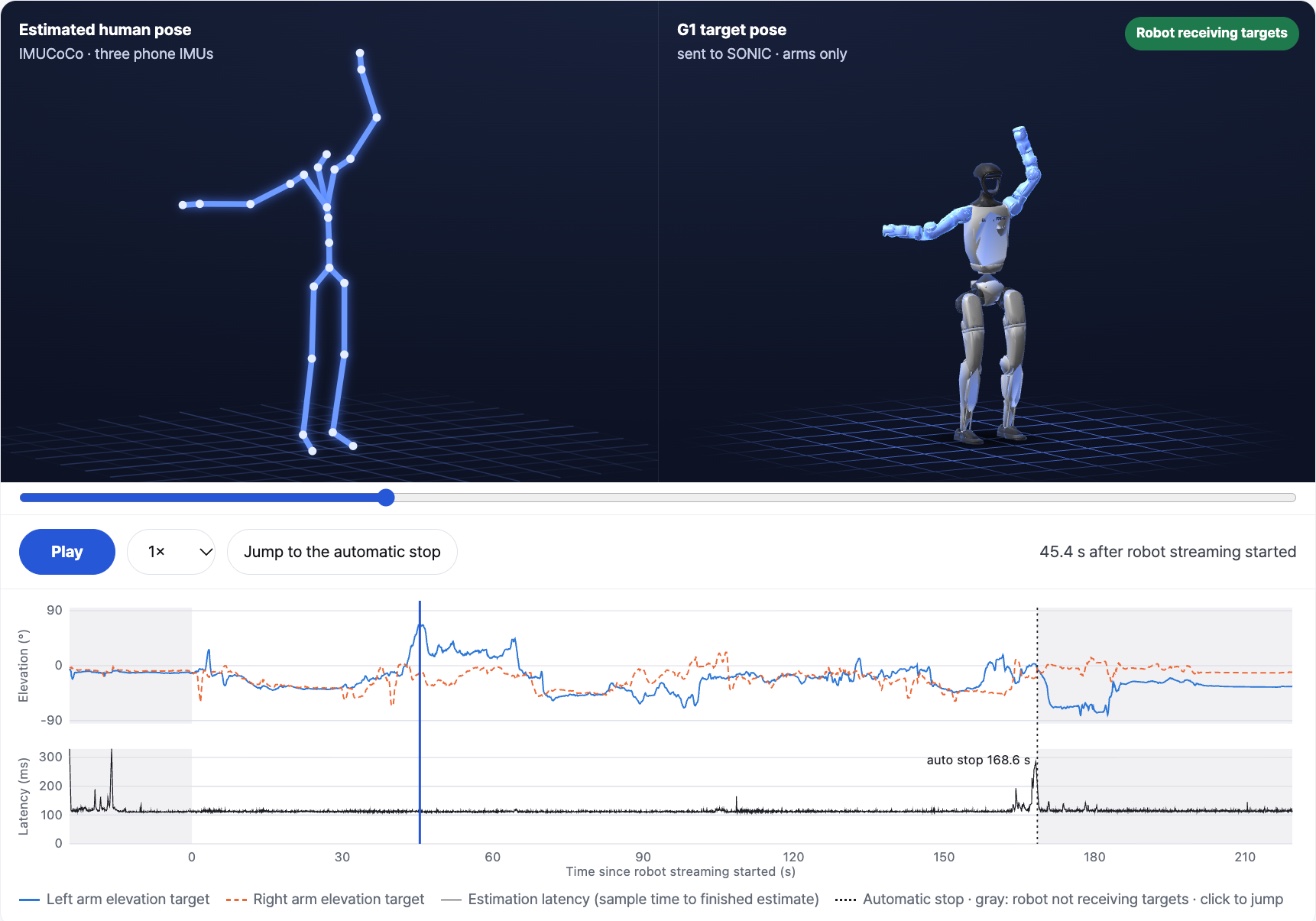 Estimated human pose
IMUCoCo · three phone IMUs
G1 target pose
sent to SONIC · arms only
Robot receiving targets
Play
1×
Jump to the automatic stop
45.4 s after robot streaming started
Elevation (°)
90
0
-90
Latency (ms)
300
200
100
0
auto stop 168.6 s
0 30 60 90 120 150 180 210
Time since robot streaming started (s)
Left arm elevation target Right arm elevation target Estimation latency (sample time to finished estimate) Automatic stop · gray: robot not receiving targets · click to jump